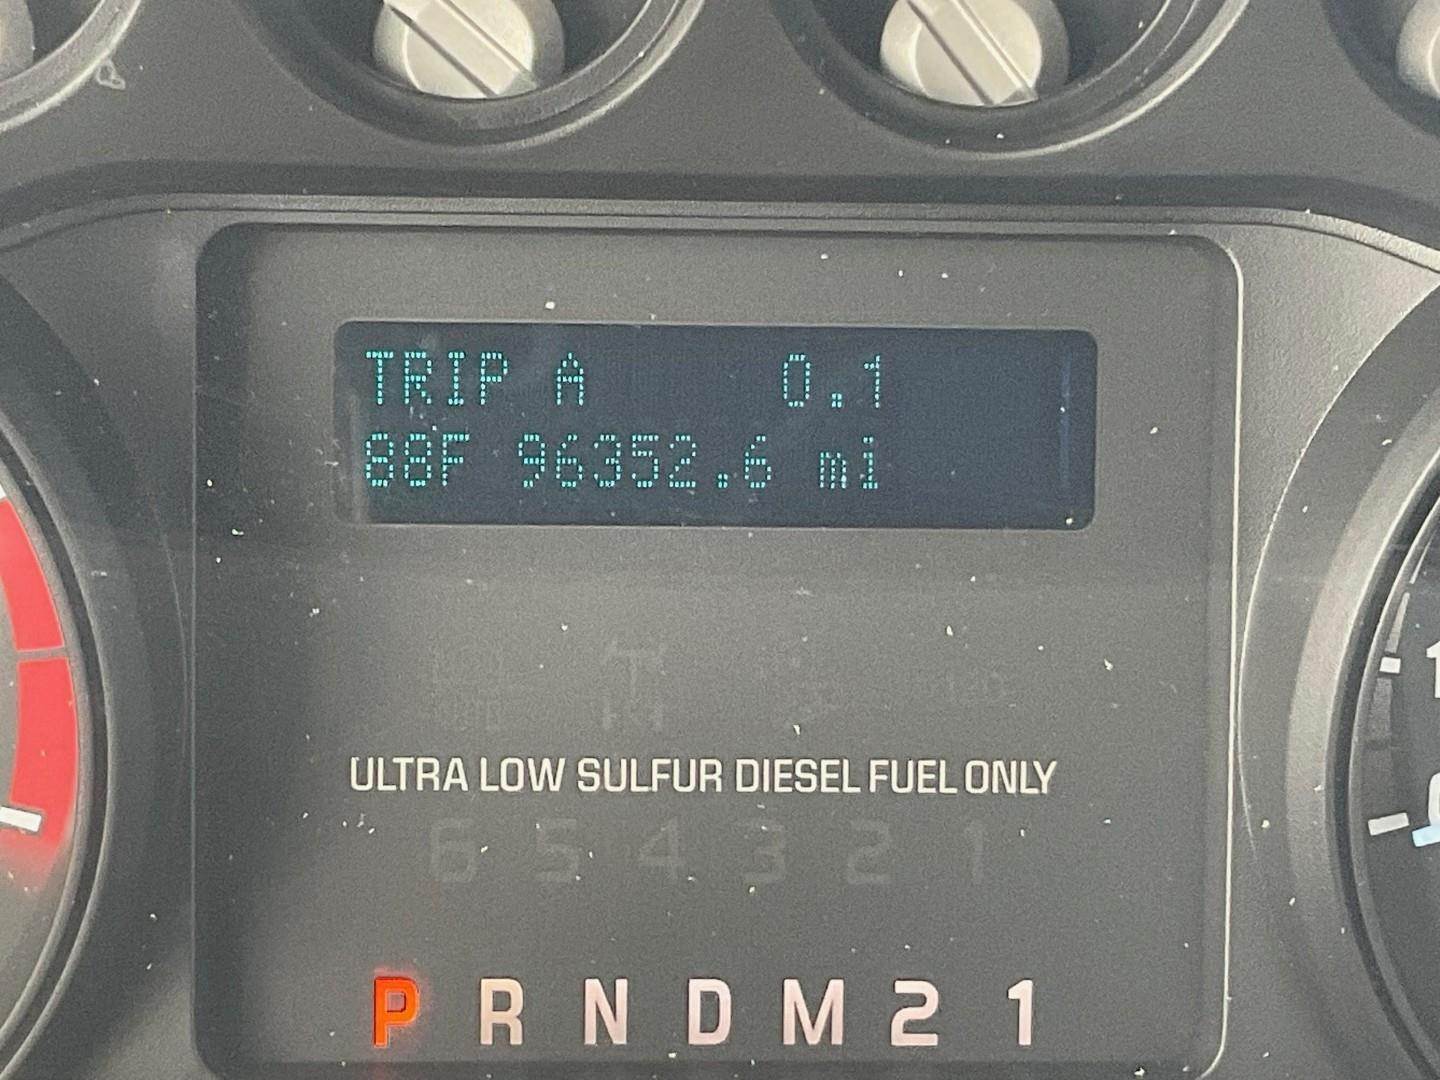 TRIP A 0.1
88F 96352.6 mi
ULTRA LOW SULFUR DIESEL FUEL ONLY
6 5 4 3 2 1
P R N D M 2 1